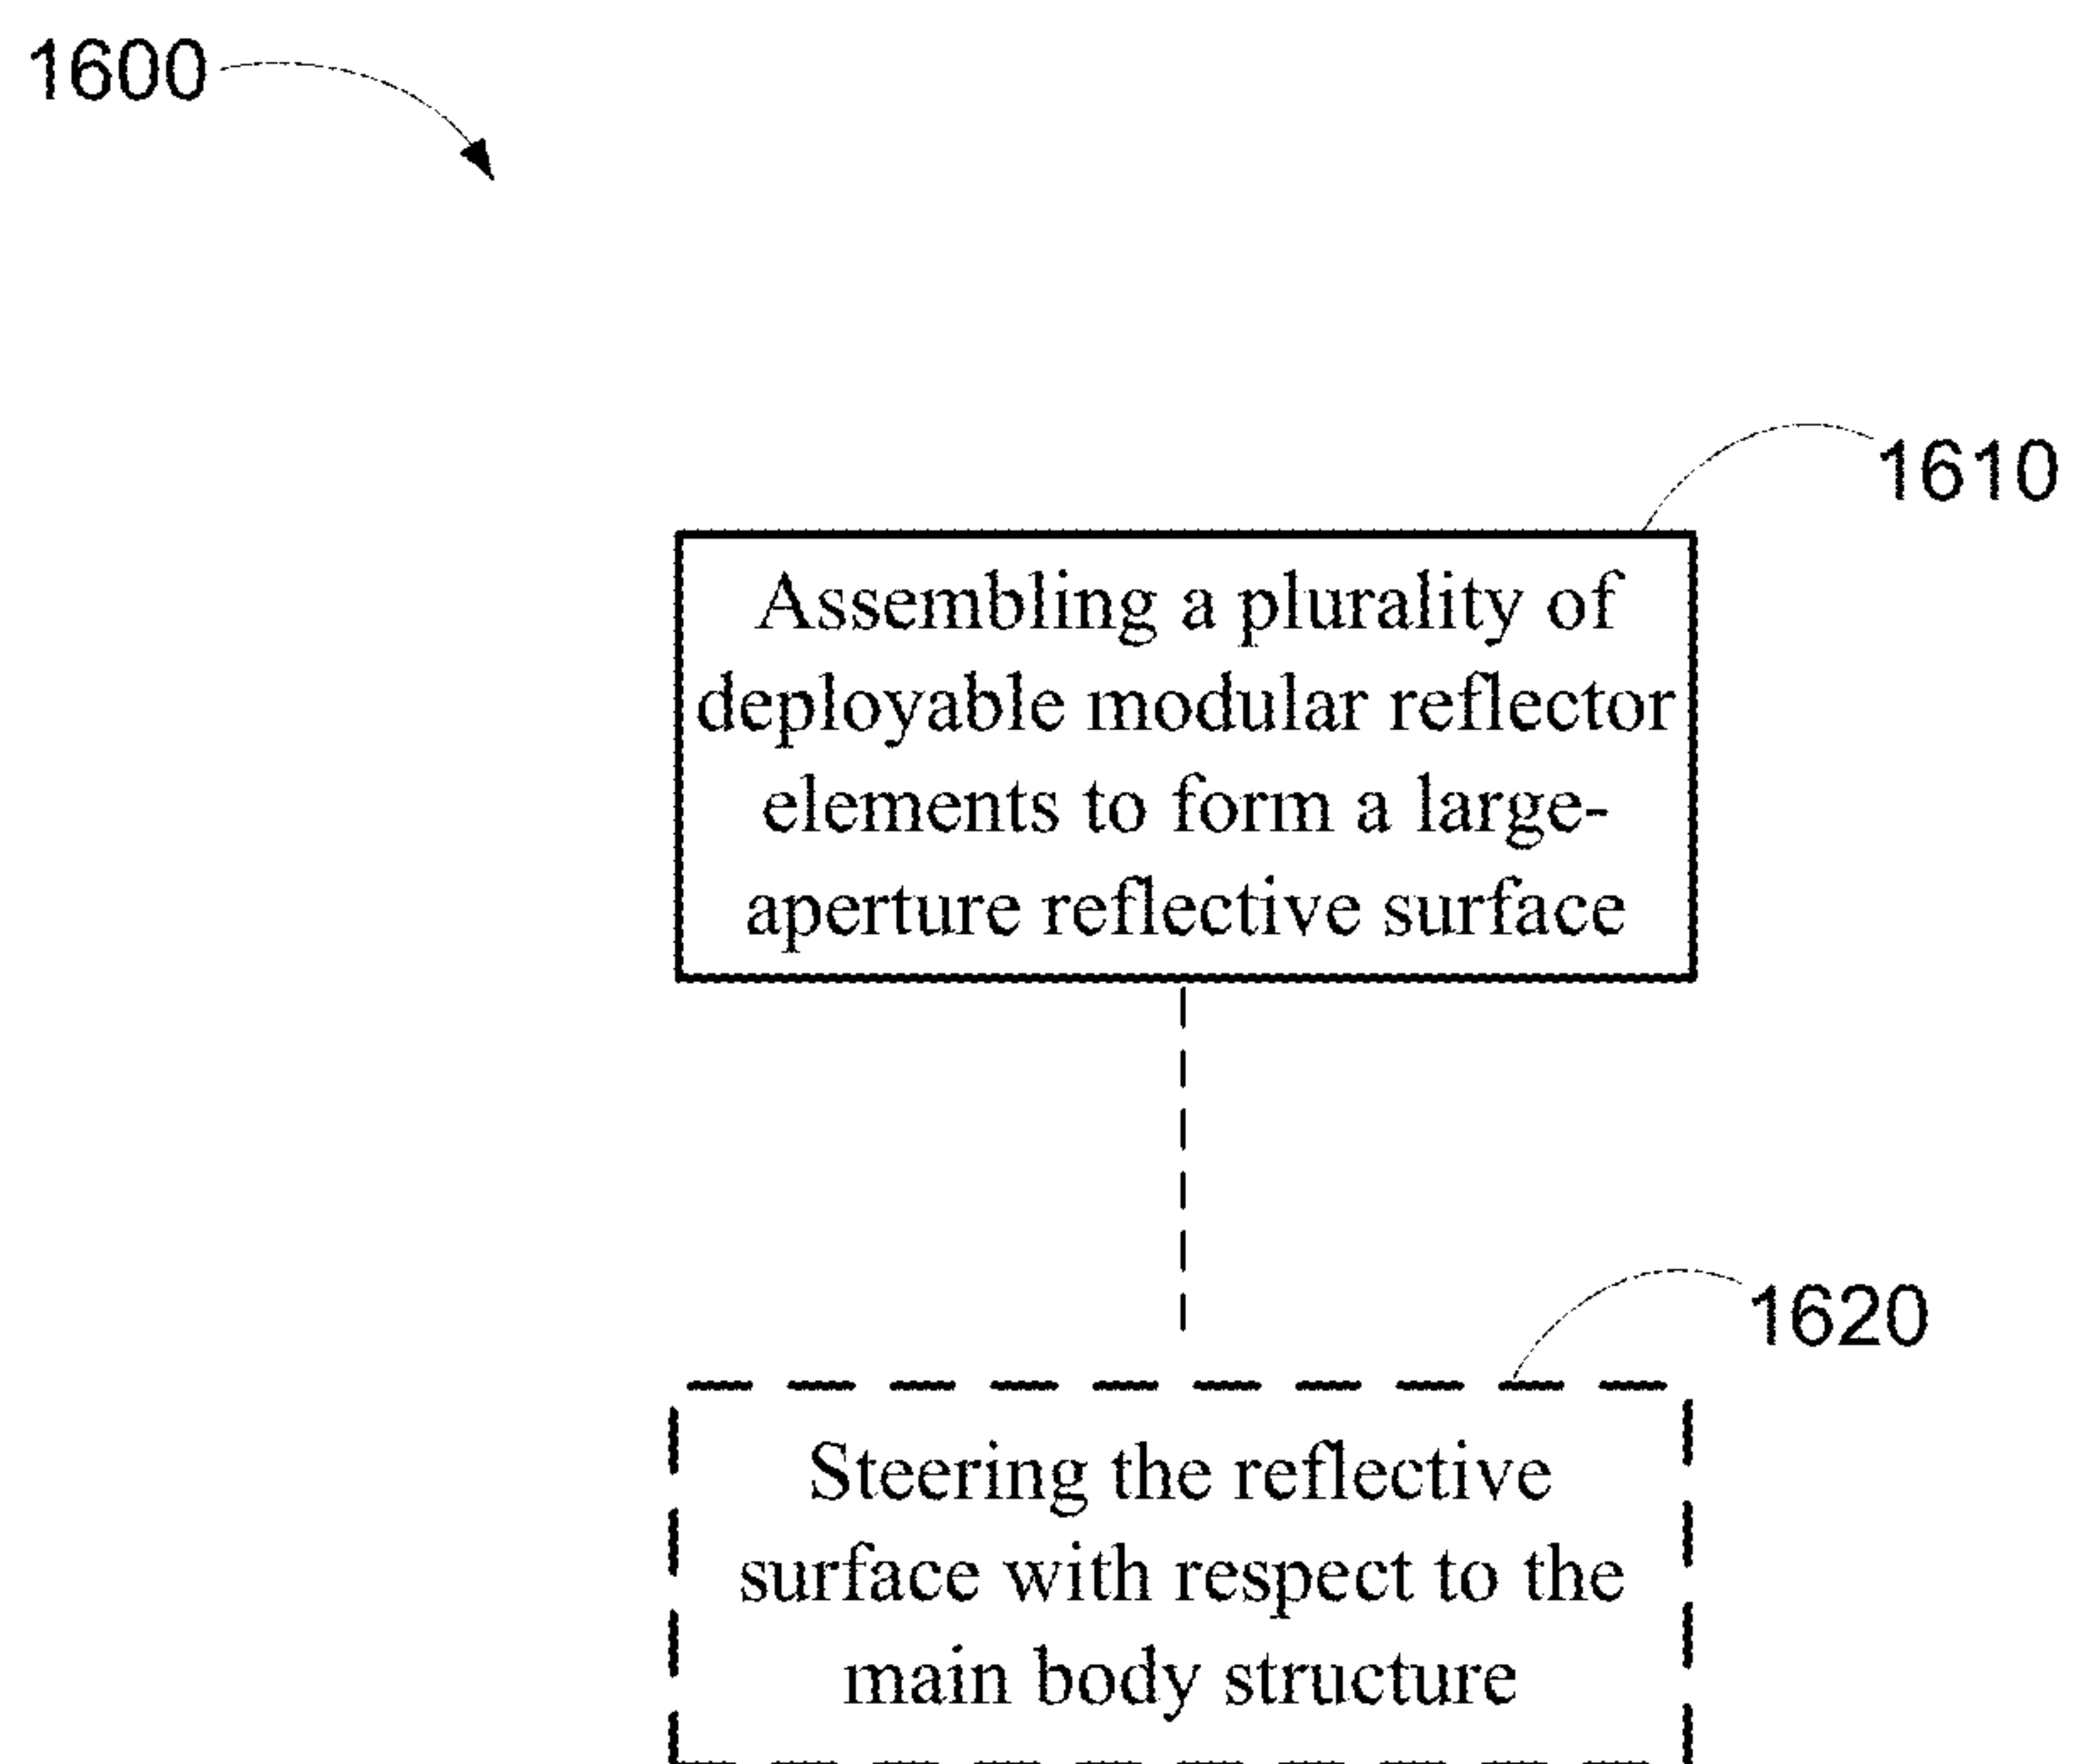 1600
1610
Assembling a plurality of
deployable modular reflector
elements to form a large-
aperture reflective surface
1620
Steering the reflective
surface with respect to the
main body structure